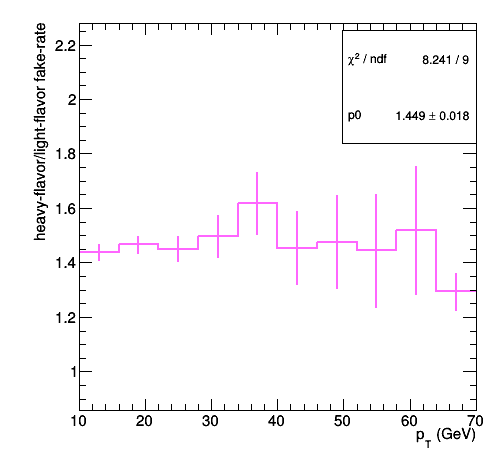 heavy-flavor/light-flavor fake-rate
χ² / ndf 8.241 / 9
p0 1.449 ± 0.018
2.2
2
1.8
1.6
1.4
1.2
1
10 20 30 40 50 60 70
p_T (GeV)